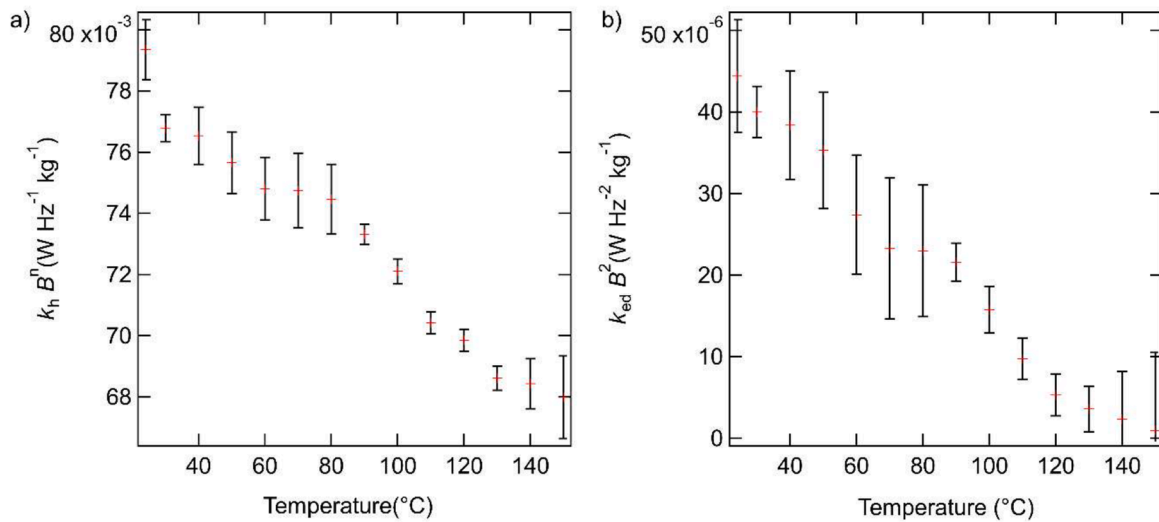 a)
80 x10⁻³
78
76
74
72
70
68
k_h Bⁿ(W Hz⁻¹ kg⁻¹)
40 60 80 100 120 140
Temperature(°C)
b)
50 x10⁻⁶
40
30
20
10
0
k_ed B²(W Hz⁻² kg⁻¹)
40 60 80 100 120 140
Temperature (°C)